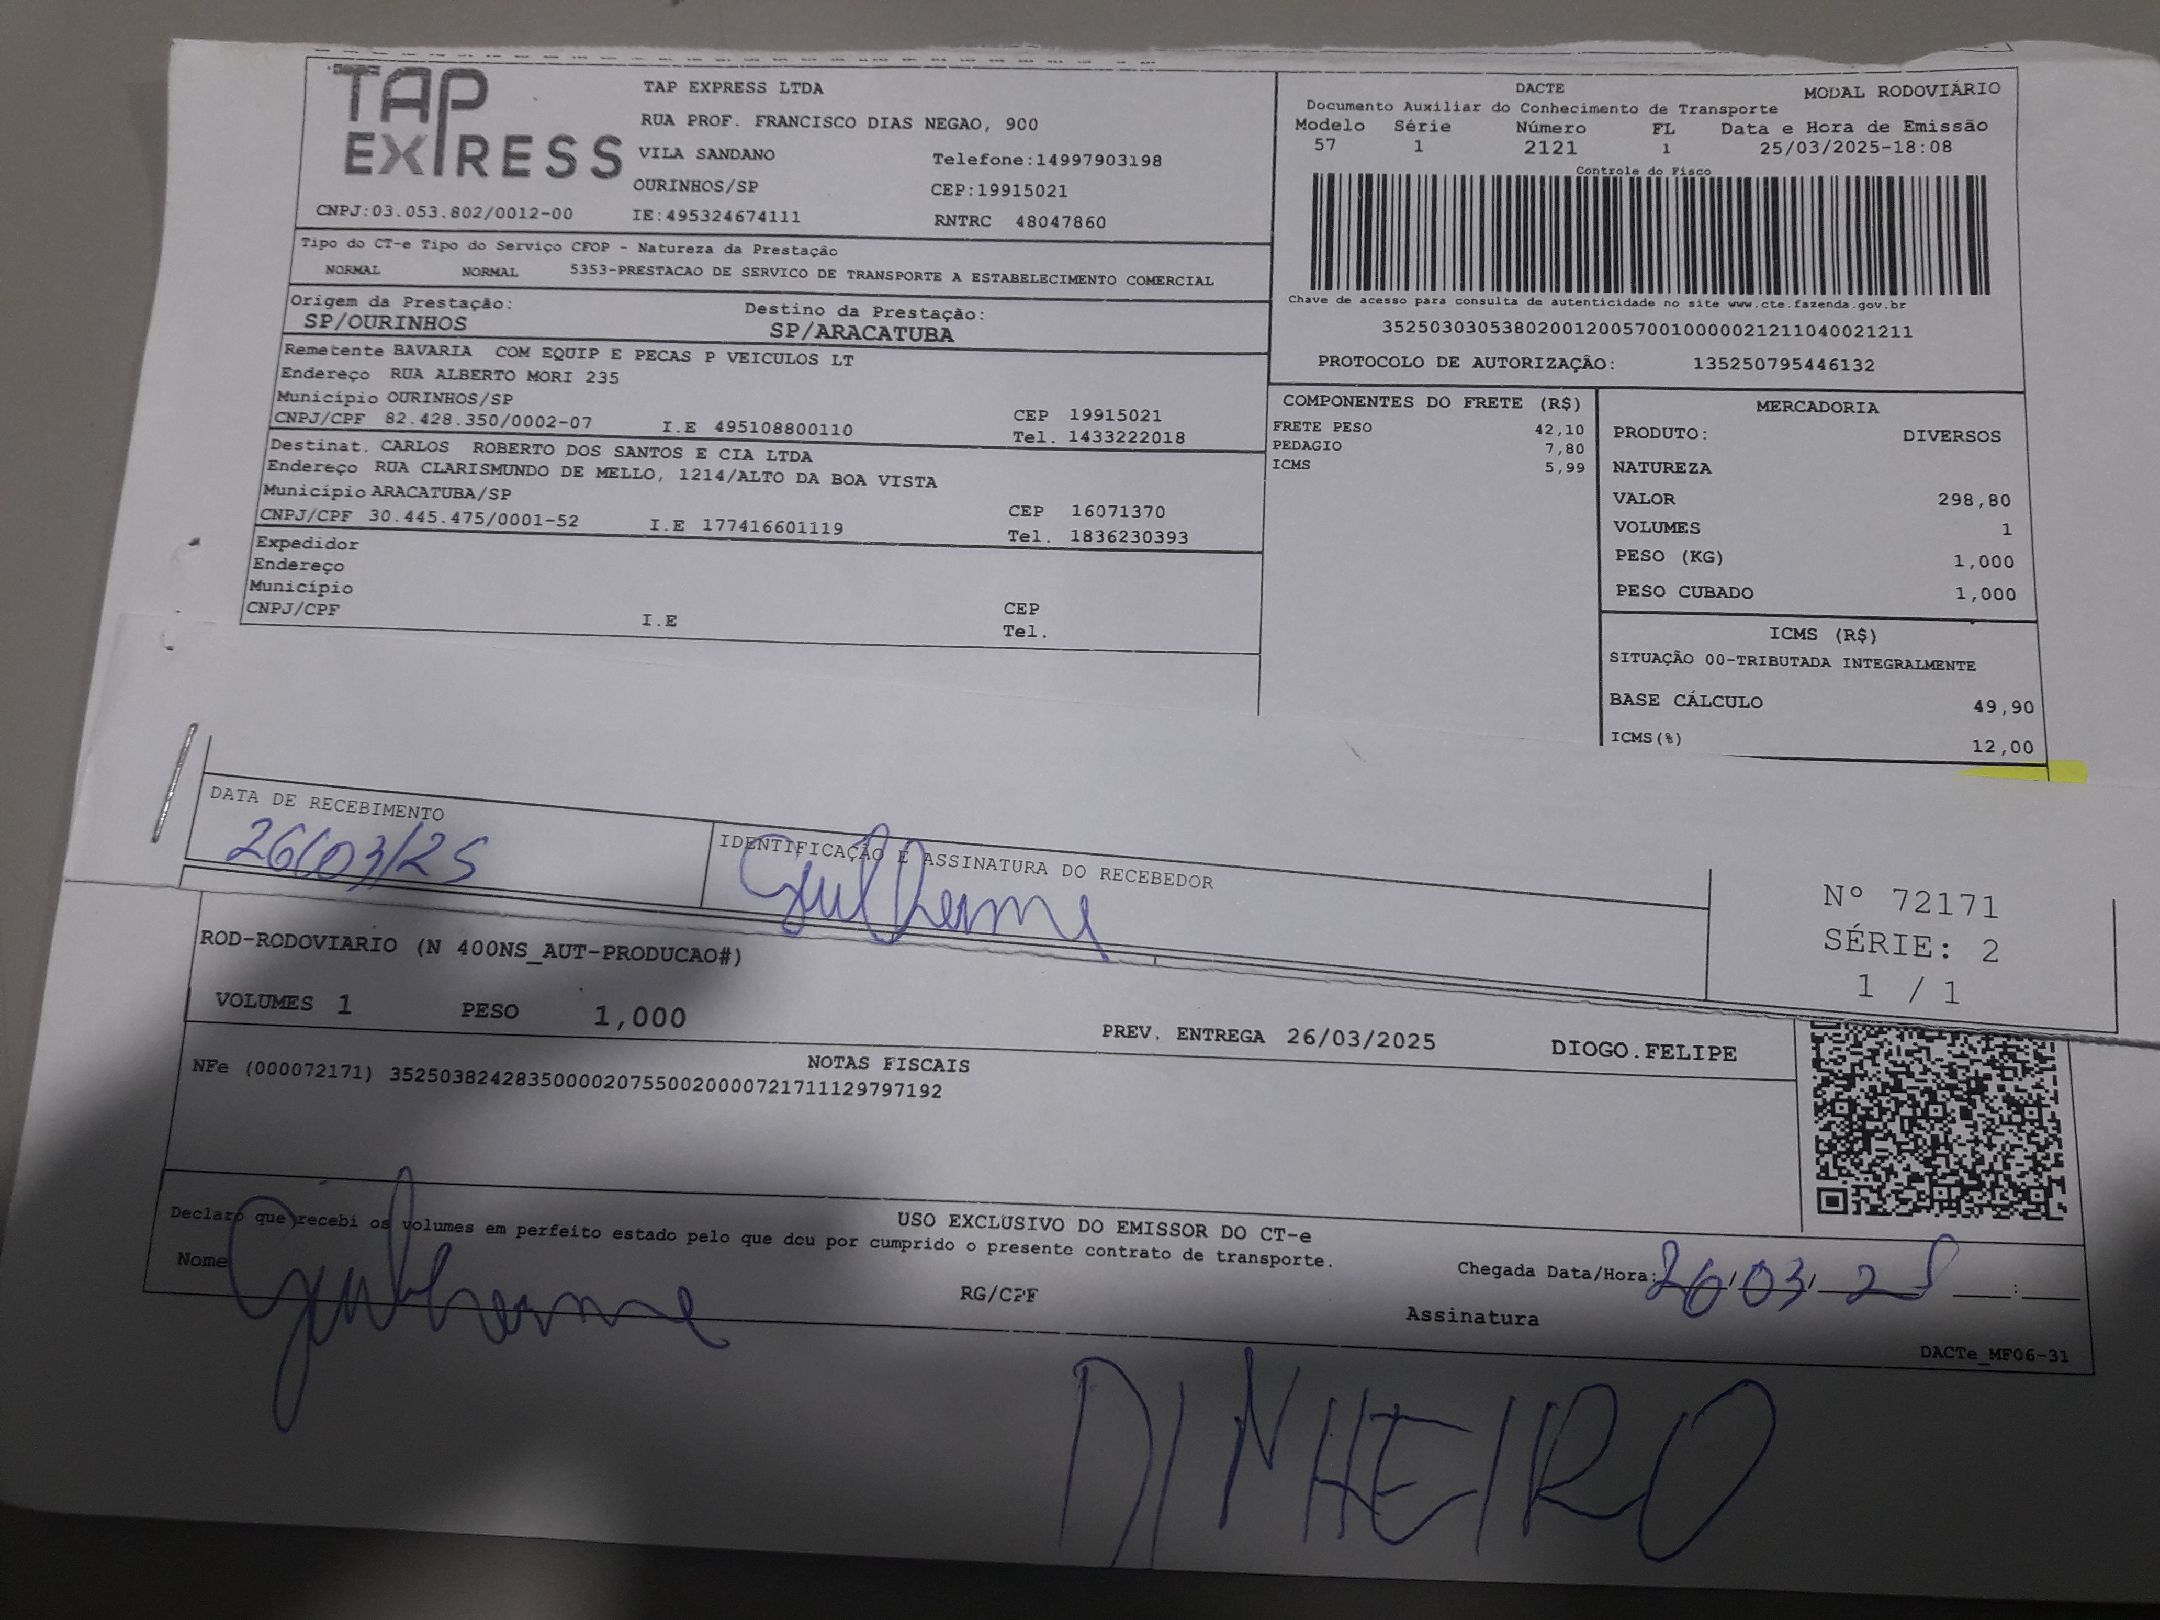 TAP EXPRESS
TAP EXPRESS LTDA
RUA PROF. FRANCISCO DIAS NEGAO, 900
VILA SANDANO Telefone:14997903198
OURINHOS/SP CEP:19915021
CNPJ:03.053.802/0012-00 IE:495324674111 RNTRC 48047860
DACTE MODAL RODOVIÁRIO
Documento Auxiliar do Conhecimento de Transporte
Modelo Série Número FL Data e Hora de Emissão
57 1 2121 1 25/03/2025-18:08
Controle do Fisco
Chave de acesso para consulta de autenticidade no site www.cte.fazenda.gov.br
35250303053802001200570010000021211040021211
PROTOCOLO DE AUTORIZAÇÃO: 135250795446132
Tipo do CT-e Tipo do Serviço CFOP - Natureza da Prestação
NORMAL NORMAL 5353-PRESTACAO DE SERVICO DE TRANSPORTE A ESTABELECIMENTO COMERCIAL
Origem da Prestação: Destino da Prestação:
SP/OURINHOS SP/ARACATUBA
Remetente BAVARIA COM EQUIP E PECAS P VEICULOS LT
Endereço RUA ALBERTO MORI 235
Município OURINHOS/SP CEP 19915021
CNPJ/CPF 82.428.350/0002-07 I.E 495108800110 Tel. 1433222018
Destinat. CARLOS ROBERTO DOS SANTOS E CIA LTDA
Endereço RUA CLARISMUNDO DE MELLO, 1214/ALTO DA BOA VISTA
Município ARACATUBA/SP CEP 16071370
CNPJ/CPF 30.445.475/0001-52 I.E 177416601119 Tel. 1836230393
Expedidor
Endereço
Município CEP
CNPJ/CPF I.E Tel.
COMPONENTES DO FRETE (R$)
FRETE PESO 42,10
PEDAGIO 7,80
ICMS 5,99
MERCADORIA
PRODUTO: DIVERSOS
NATUREZA
VALOR 298,80
VOLUMES 1
PESO (KG) 1,000
PESO CUBADO 1,000
ICMS (R$)
SITUAÇÃO 00-TRIBUTADA INTEGRALMENTE
BASE CÁLCULO 49,90
ICMS(%) 12,00
DATA DE RECEBIMENTO IDENTIFICAÇÃO E ASSINATURA DO RECEBEDOR
26/03/25 Guilherme
Nº 72171
SÉRIE: 2
1 / 1
ROD-RODOVIARIO (N 400NS_AUT-PRODUCAO#)
VOLUMES 1 PESO 1,000 PREV. ENTREGA 26/03/2025 DIOGO.FELIPE
NOTAS FISCAIS
NFe (000072171) 35250382428350000207550020000721711129797192
USO EXCLUSIVO DO EMISSOR DO CT-e
Declaro que recebi os volumes em perfeito estado pelo que dou por cumprido o presente contrato de transporte.
Nome Guilherme RG/CPF Chegada Data/Hora: 26/03/25 :
Assinatura
DACTe_MF06-31
DINHEIRO